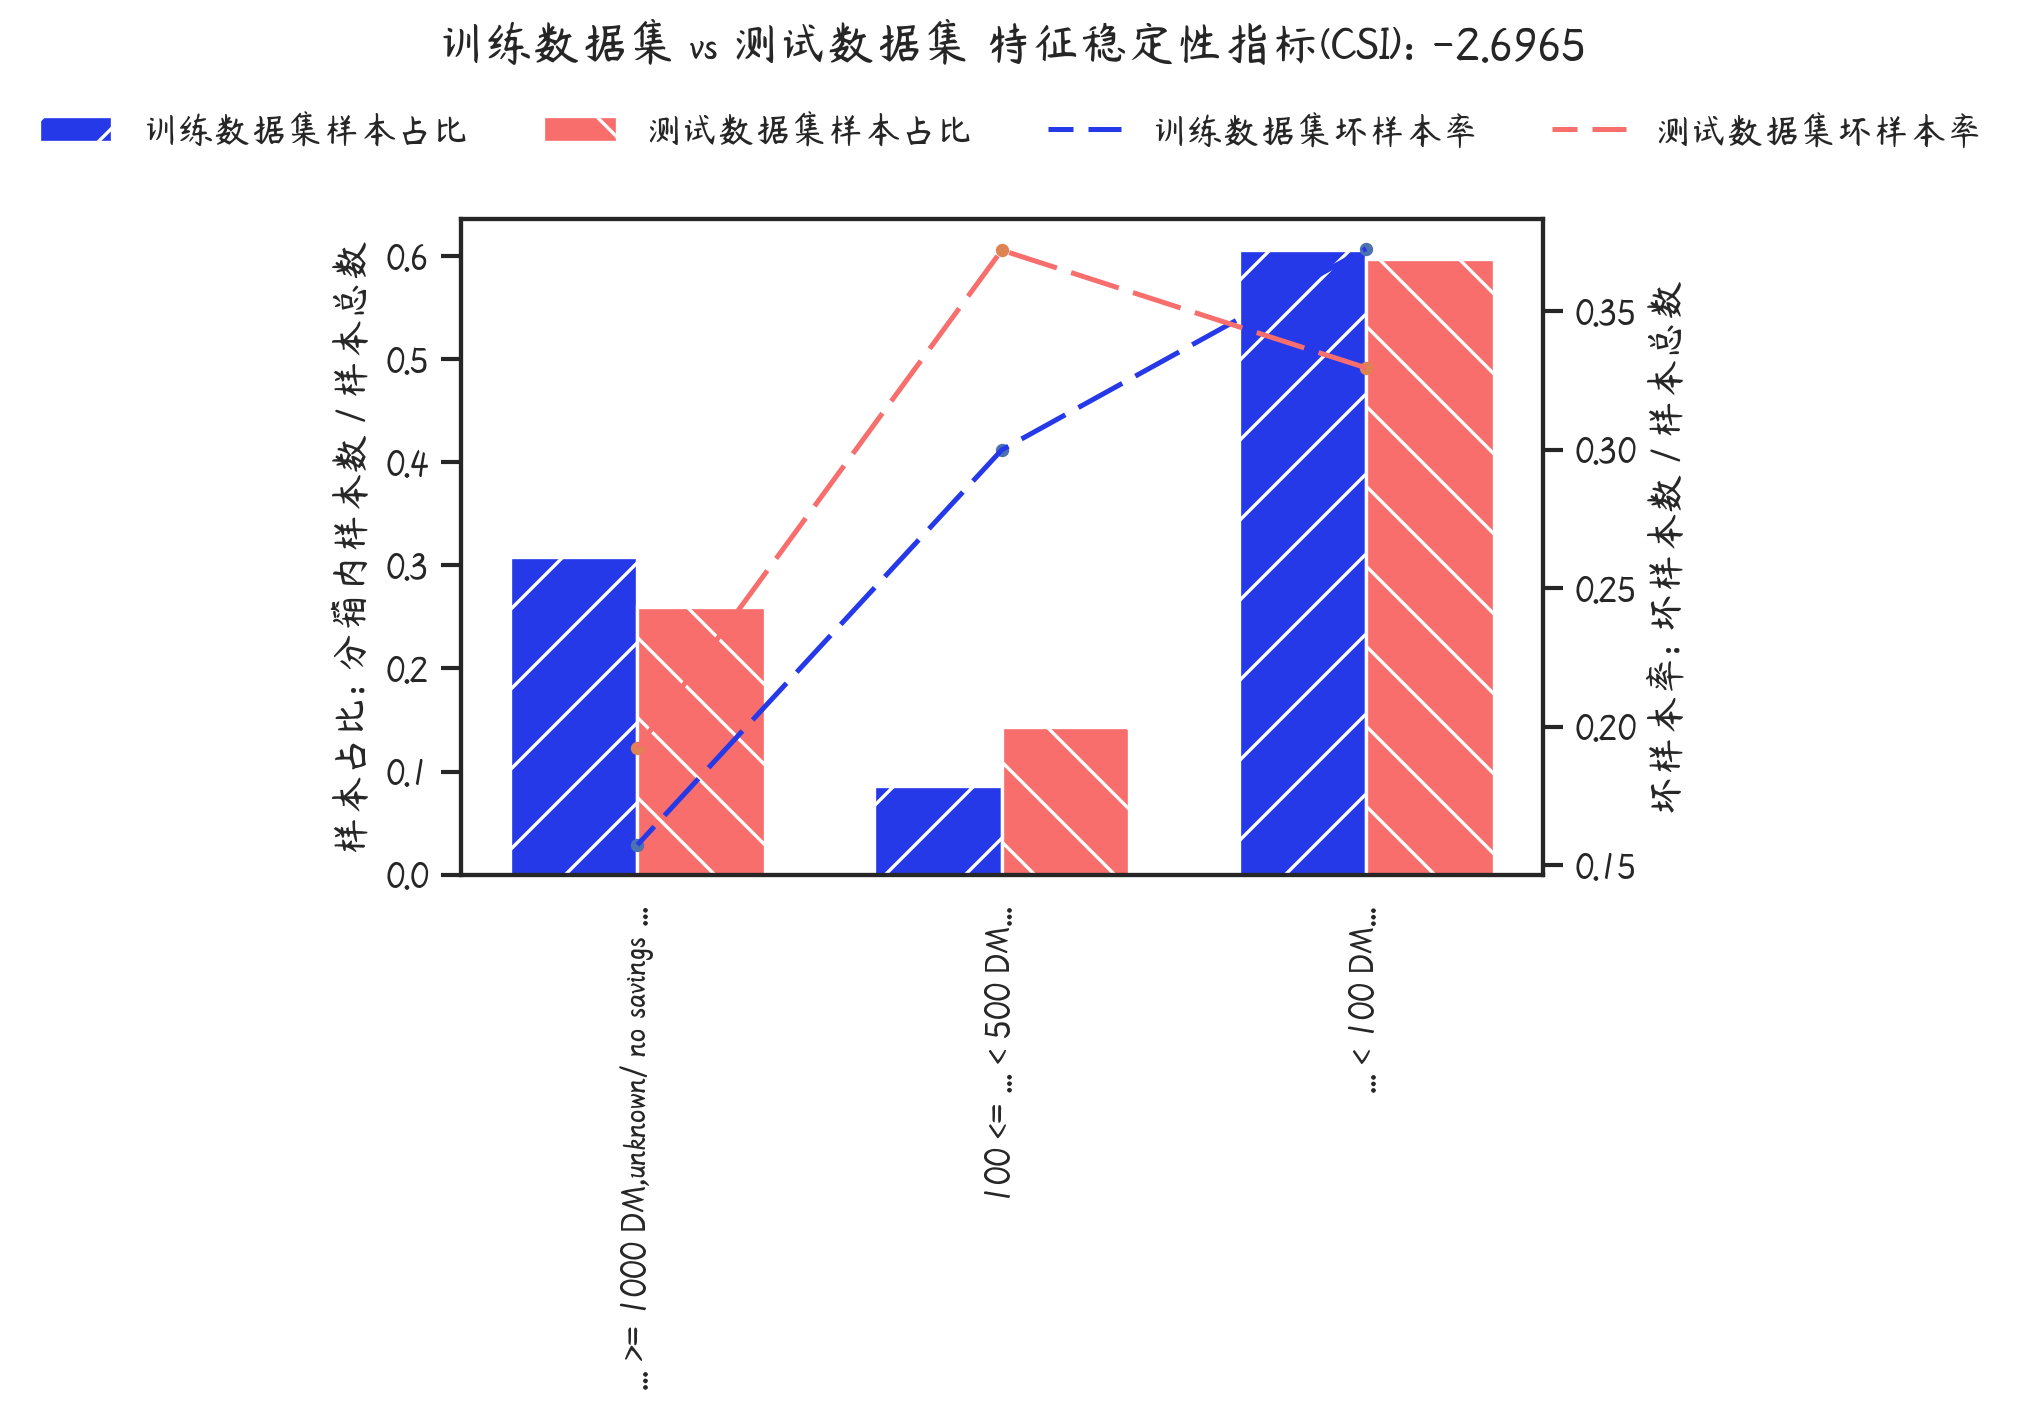 训练数据集 vs 测试数据集 特征稳定性指标(CSI): -2.6965
训练数据集样本占比 测试数据集样本占比 训练数据集坏样本率 测试数据集坏样本率
样本占比: 分箱内样本数 / 样本总数
0.6
0.5
0.4
0.3
0.2
0.1
0.0
0.35
0.30
0.25
0.20
0.15
坏样本率: 坏样本数 / 样本总数
... >= 1000 DM,unknown/ no savings ...
100 <= ... < 500 DM...
... < 100 DM...